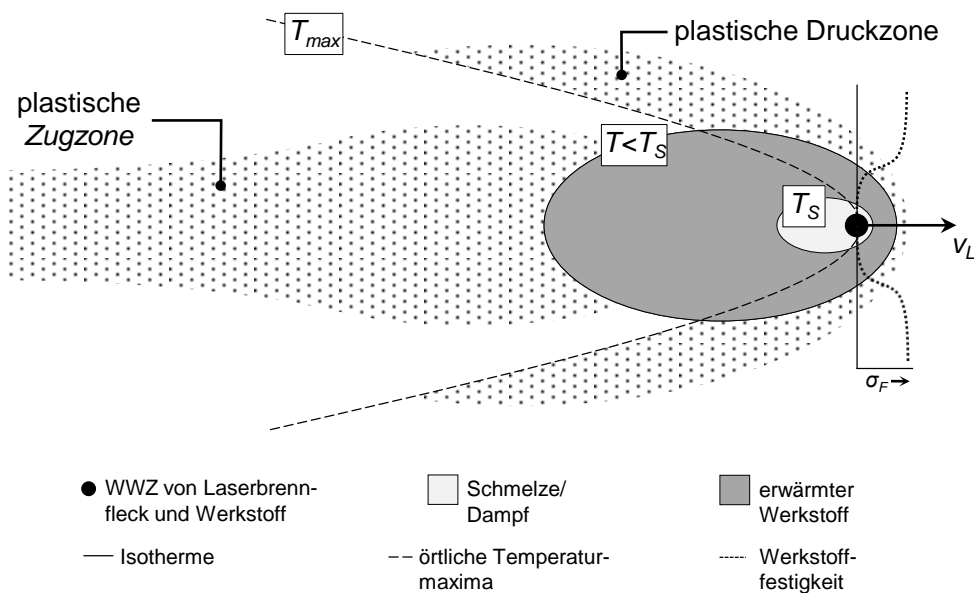 T_max
plastische Druckzone
plastische
Zugzone
T<T_S
T_S
v_L
σ_F
WWZ von Laserbrenn-
fleck und Werkstoff
Schmelze/
Dampf
erwärmter
Werkstoff
Isotherme
örtliche Temperatur-
maxima
Werkstoff-
festigkeit